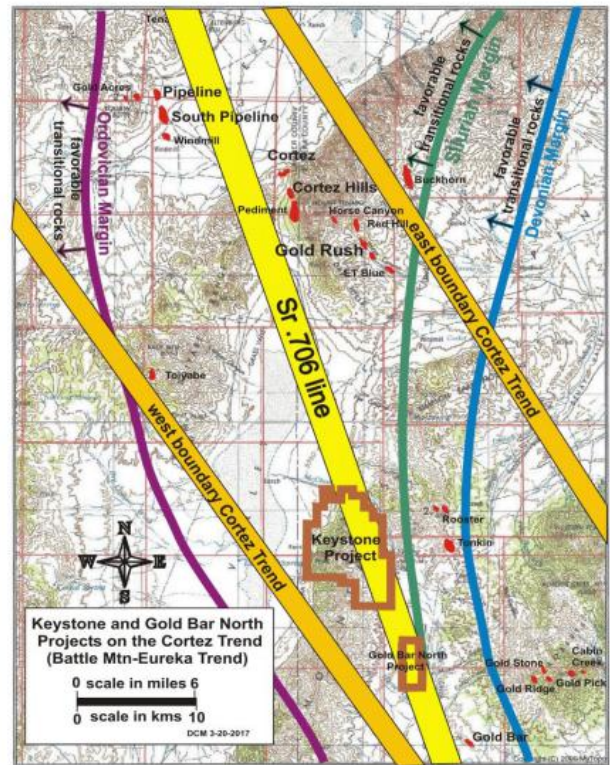 Tena
Gold Acres
Pipeline
South Pipeline
Windmill
Ordovician Margin
favorable
transitional rocks
Cortez
Cortez Hills
Pediment
Horse Canyon
Red Hill
Gold Rush
ET Blue
Buckhorn
favorable
transitional rocks
Silurian Margin
favorable
transitional rocks
Devonian Margin
east boundary Cortez Trend
Sr .706 line
Toiyabe
west boundary Cortez Trend
Rooster
Tonkin
Keystone
Project
N
W
E
S
Gold Bar North
Project
Gold Stone
Cabin
Creek
Gold Ridge
Gold Pick
Gold Bar
Keystone and Gold Bar North
Projects on the Cortez Trend
(Battle Mtn-Eureka Trend)
0 scale in miles 6
0 scale in kms 10
DCM 3-20-2017